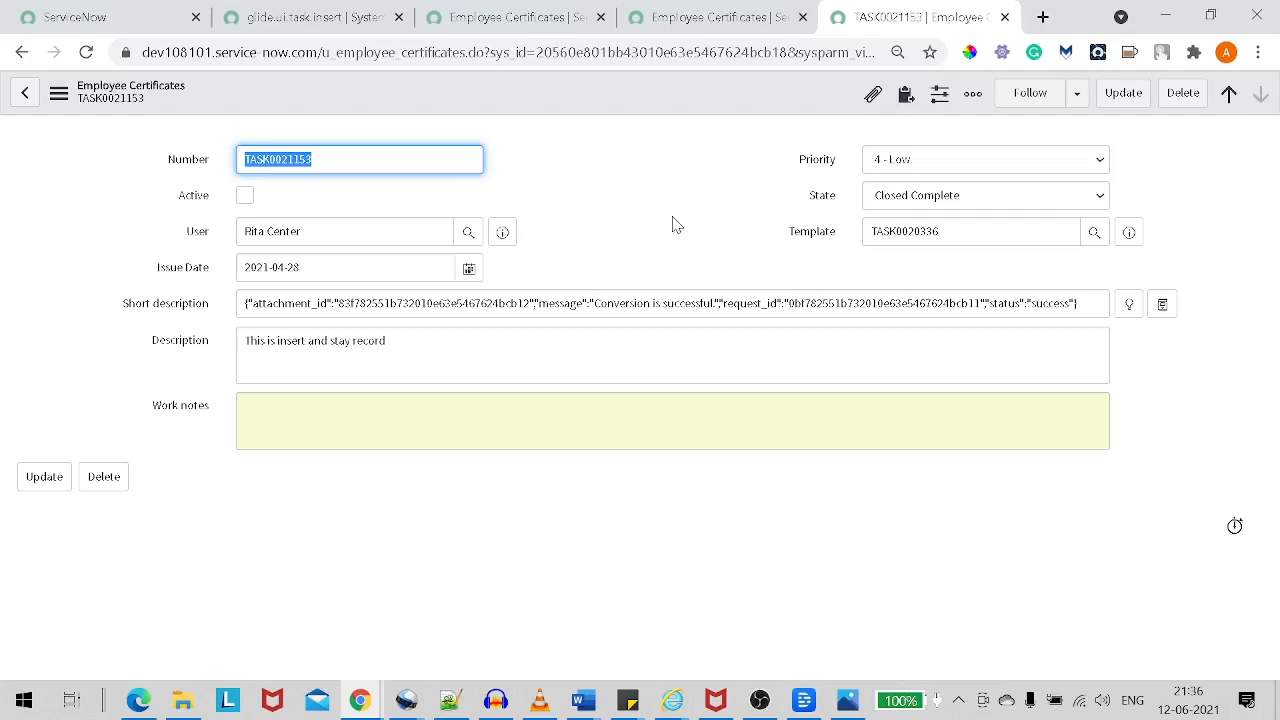 ServiceNow
glide.ui.task.insert | System
Employee Certificates | Se
Employee Certificates | Serv
TASK0021153 | Employee C
dev108101.service-now.com/u_employee_certificates.do?sys_id=20560e801bb43010e63e5467624bcb18&sysparm_vi...
A
Employee Certificates
TASK0021153
Follow
Update
Delete
Number
TASK0021153
Priority
4 - Low
Active
State
Closed Complete
User
Rita Center
Template
TASK0020336
Issue Date
2021-04-28
Short description
{"attachment_id":"83f782551b732010e63e5467624bcb12","message":"Conversion is successful.","request_id":"0bf782551b732010e63e5467624bcb11","status":"success"}
Description
This is insert and stay record
Work notes
Update
Delete
100%
ENG
21:36
12-06-2021